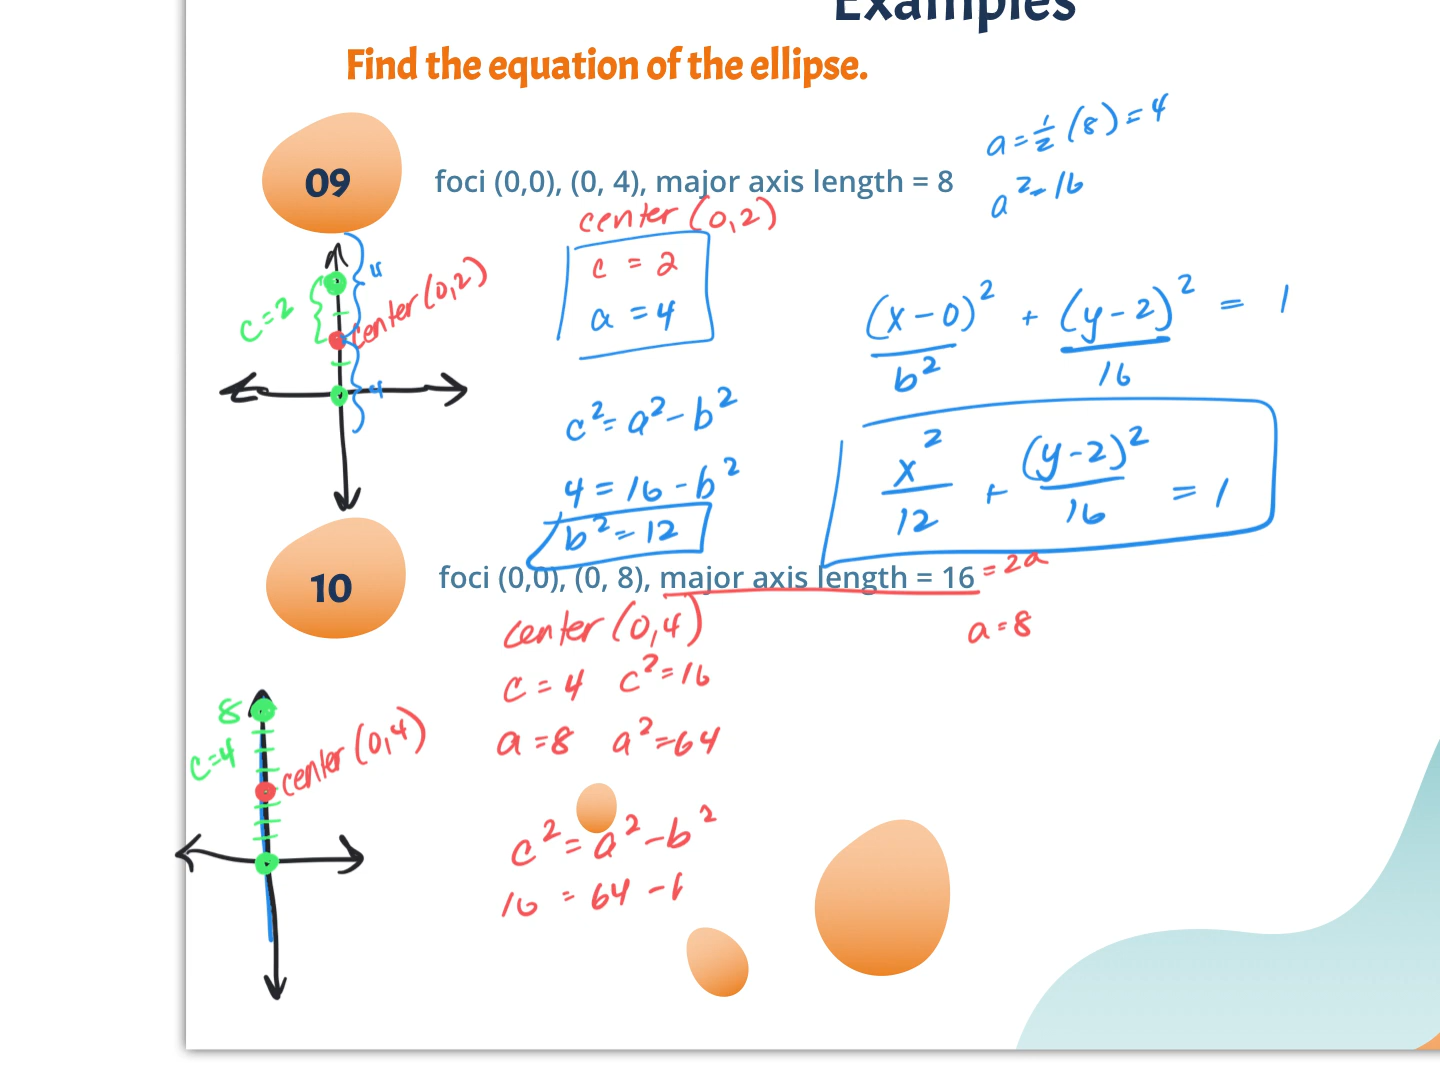 Examples
Find the equation of the ellipse.
a = 1/2 (8) = 4
a² = 16
09 foci (0,0), (0, 4), major axis length = 8
center (0,2)
c = 2
a = 4
c=2
center (0,2)
4
4
c² = a² - b²
4 = 16 - b²
b² = 12
(x-0)²/b² + (y-2)²/16 = 1
x²/12 + (y-2)²/16 = 1
10 foci (0,0), (0, 8), major axis length = 16 = 2a
a = 8
center (0,4)
c = 4 c² = 16
a = 8 a² = 64
8
c=4
center (0,4)
c² = a² - b²
16 = 64 -